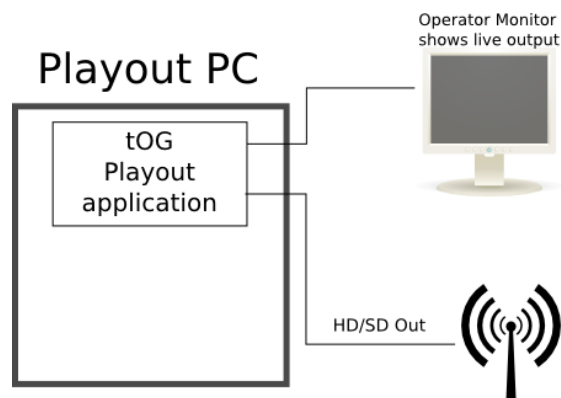 Operator Monitor
shows live output
Playout PC
tOG
Playout
application
HD/SD Out